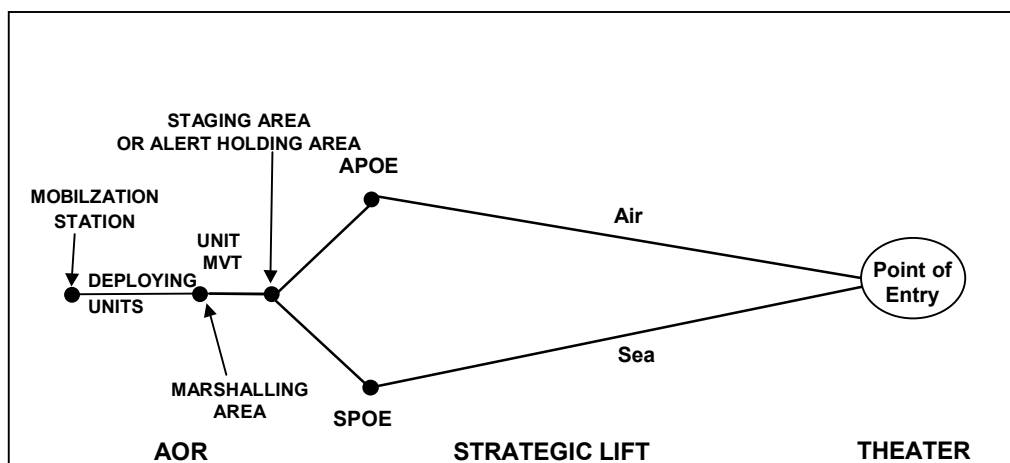 STAGING AREA
OR ALERT HOLDING AREA
APOE
MOBILZATION
STATION
Air
UNIT
MVT
DEPLOYING
UNITS
Point of
Entry
Sea
MARSHALLING
AREA
SPOE
AOR
STRATEGIC LIFT
THEATER